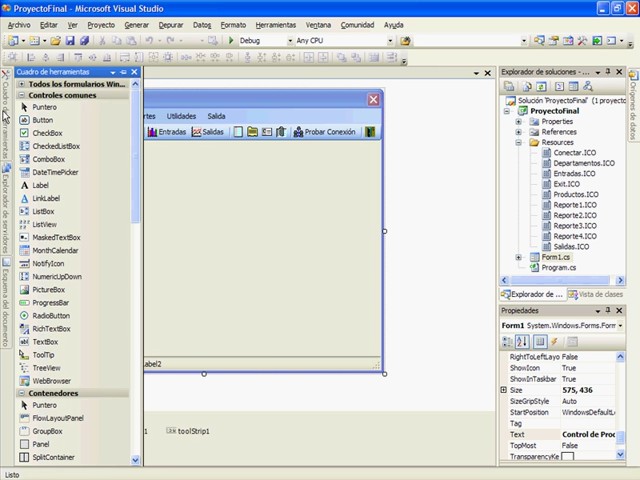 ProyectoFinal - Microsoft Visual Studio
Archivo Editar Ver Proyecto Generar Depurar Datos Formato Herramientas Ventana Comunidad Ayuda
Debug Any CPU
Cuadro de herramientas
Todos los formularios Win...
Controles comunes
Puntero
Button
CheckBox
CheckedListBox
ComboBox
DateTimePicker
Label
LinkLabel
ListBox
ListView
MaskedTextBox
MonthCalendar
NotifyIcon
NumericUpDown
PictureBox
ProgressBar
RadioButton
RichTextBox
TextBox
ToolTip
TreeView
WebBrowser
Contenedores
Puntero
FlowLayoutPanel
GroupBox
Panel
SplitContainer
Explorador de servidores
Esquema del documento
rtes Utilidades Salida
Entradas Salidas Probar Conexión
abel2
1 toolStrip1
Explorador de soluciones - ...
Solución 'ProyectoFinal' (1 proyecto
ProyectoFinal
Properties
References
Resources
Conectar.ICO
Departamentos.ICO
Entradas.ICO
Exit.ICO
Productos.ICO
Reporte1.ICO
Reporte2.ICO
Reporte3.ICO
Reporte4.ICO
Salidas.ICO
Form1.cs
Program.cs
Explorador de ... Vista de clases
Orígenes de datos
Propiedades
Form1 System.Windows.Forms.Form
RightToLeftLayo False
ShowIcon True
ShowInTaskbar True
Size 575, 436
SizeGripStyle Auto
StartPosition WindowsDefaultL
Tag
Text Control de Proc
TopMost False
TransparencyKe
Listo